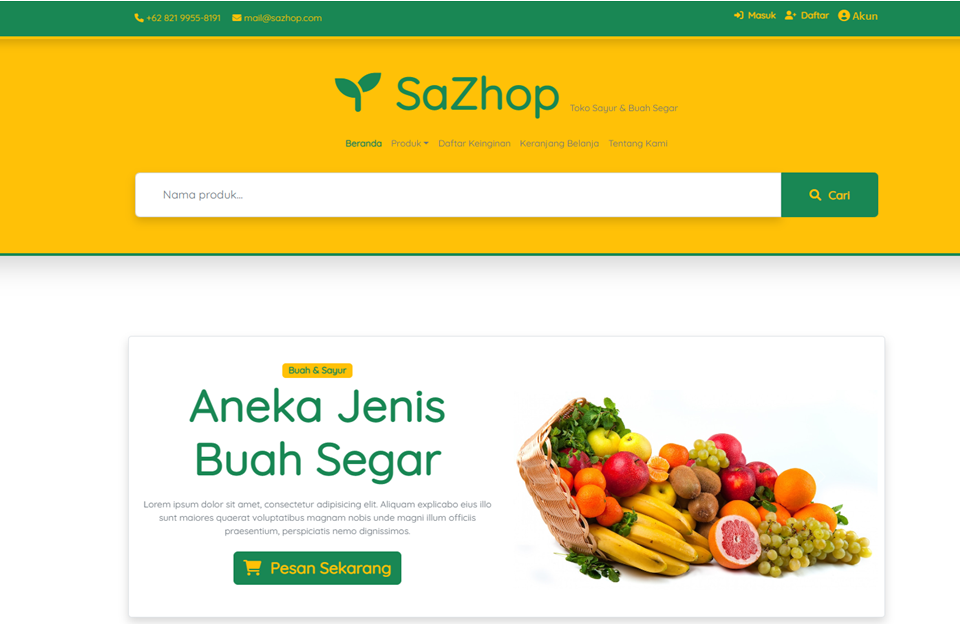 +62 821 9955-8191 mail@sazhop.com Masuk Daftar Akun
SaZhop Toko Sayur & Buah Segar
Beranda Produk Daftar Keinginan Keranjang Belanja Tentang Kami
Nama produk... Cari
Buah & Sayur
Aneka Jenis
Buah Segar
Lorem ipsum dolor sit amet, consectetur adipisicing elit. Aliquam explicabo eius illo
sunt maiores quaerat voluptatibus magnam nobis unde magni illum officiis
praesentium, perspiciatis nemo dignissimos.
Pesan Sekarang